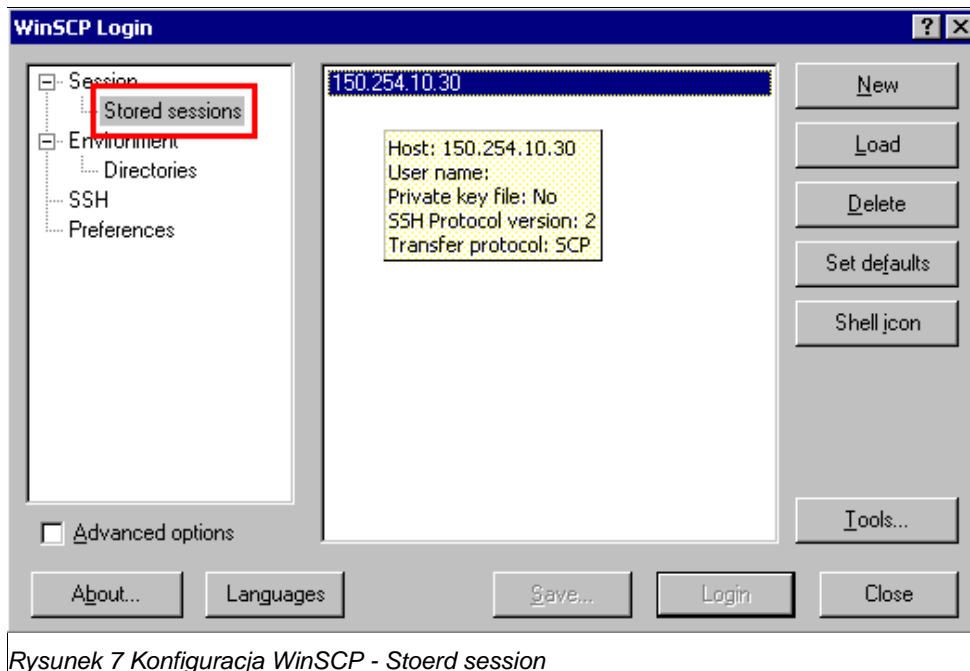 WinSCP Login
Session
Stored sessions
Environment
Directories
SSH
Preferences
Advanced options
150.254.10.30
Host: 150.254.10.30
User name:
Private key file: No
SSH Protocol version: 2
Transfer protocol: SCP
New
Load
Delete
Set defaults
Shell icon
Tools...
About...
Languages
Save...
Login
Close
Rysunek 7 Konfiguracja WinSCP - Stoerd session